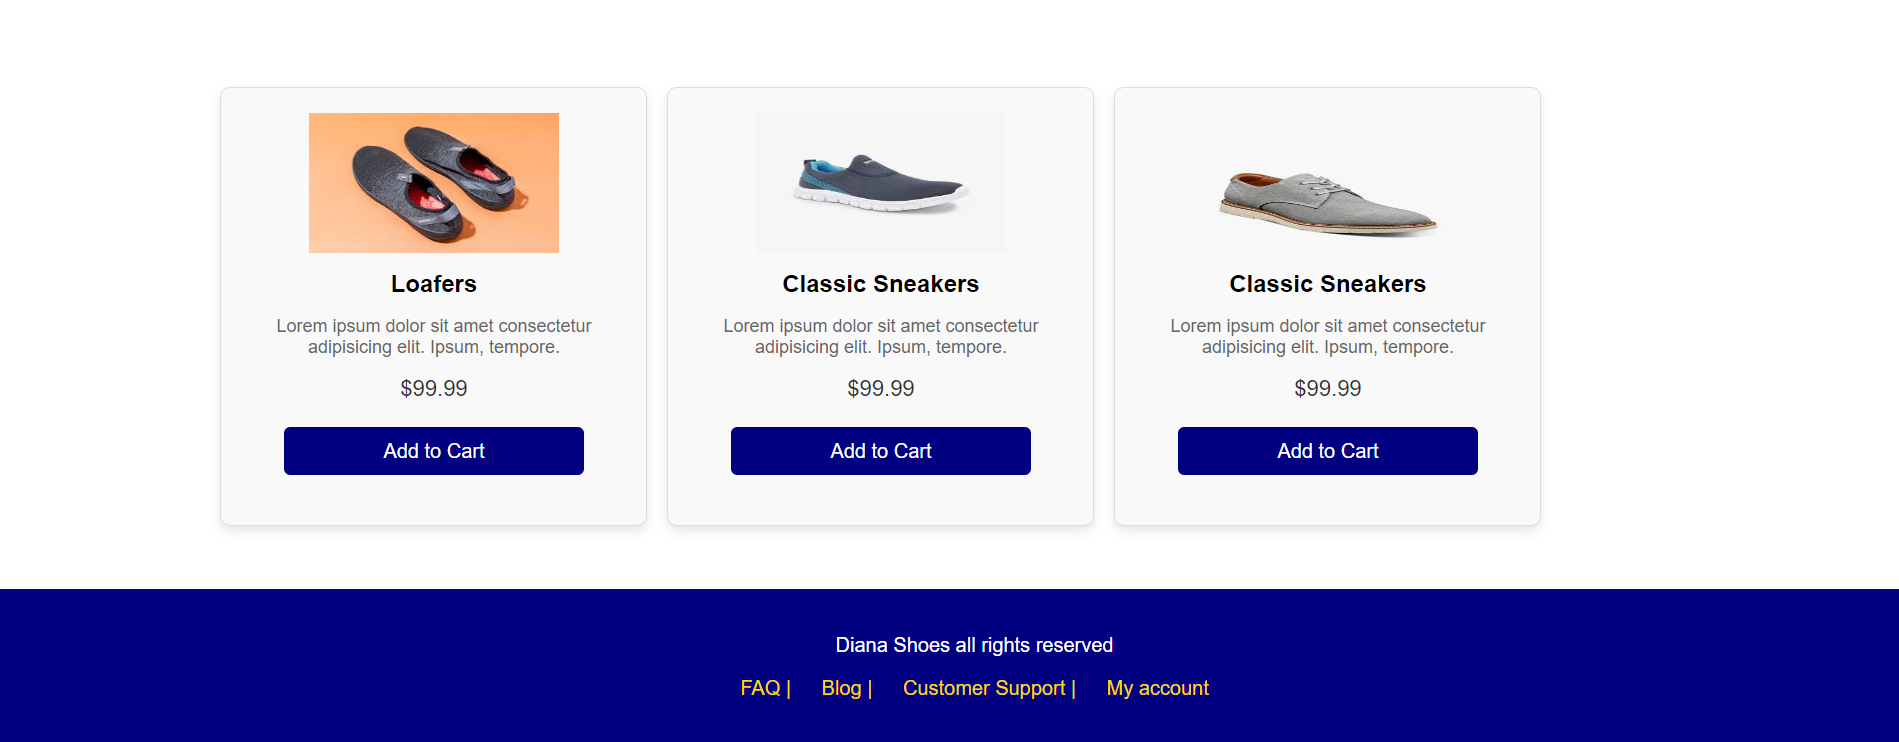 Loafers
Lorem ipsum dolor sit amet consectetur
adipisicing elit. Ipsum, tempore.
$99.99
Add to Cart
Classic Sneakers
Lorem ipsum dolor sit amet consectetur
adipisicing elit. Ipsum, tempore.
$99.99
Add to Cart
Classic Sneakers
Lorem ipsum dolor sit amet consectetur
adipisicing elit. Ipsum, tempore.
$99.99
Add to Cart
Diana Shoes all rights reserved
FAQ | Blog | Customer Support | My account